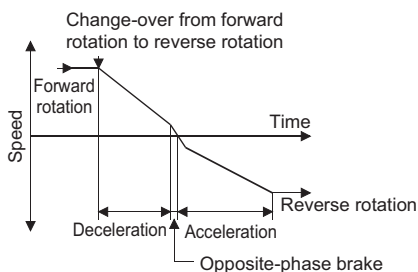 Change-over from forward
rotation to reverse rotation
Forward
rotation
Time
Speed
Reverse rotation
Deceleration
Acceleration
Opposite-phase brake